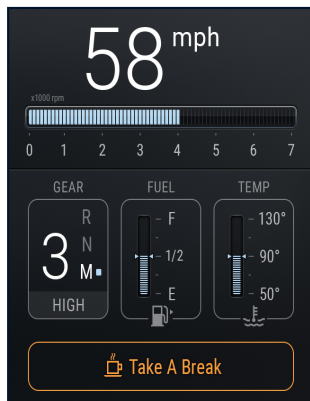 58 mph
x1000 rpm
0 1 2 3 4 5 6 7
GEAR FUEL TEMP
R F 130°
3 N 1/2 90°
M E 50°
HIGH
Take A Break